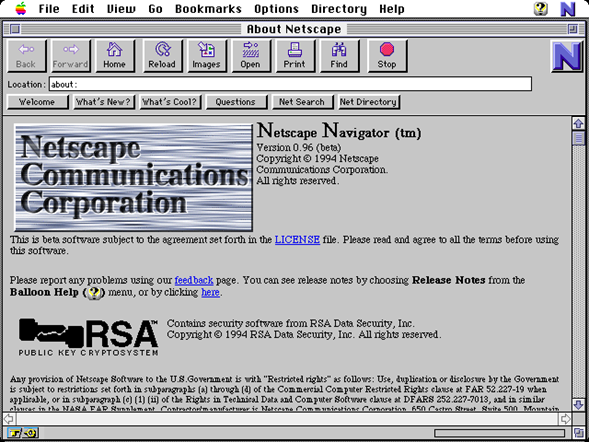 File Edit View Go Bookmarks Options Directory Help
About Netscape
Back Forward Home Reload Images Open Print Find Stop
N
Location: about:
Welcome What's New? What's Cool? Questions Net Search Net Directory
Netscape
Communications
Corporation
Netscape Navigator (tm)
Version 0.96 (beta)
Copyright © 1994 Netscape
Communications Corporation.
All rights reserved.
This is beta software subject to the agreement set forth in the LICENSE file. Please read and agree to all the terms before using
this software.
Please report any problems using our feedback page. You can see release notes by choosing Release Notes from the
Balloon Help (?) menu, or by clicking here.
RSA™
PUBLIC KEY CRYPTOSYSTEM
Contains security software from RSA Data Security, Inc.
Copyright © 1994 RSA Data Security, Inc. All rights reserved.
Any provision of Netscape Software to the U.S.Government is with "Restricted rights" as follows: Use, duplication or disclosure by the Government
is subject to restrictions set forth in subparagraphs (a) through (d) of the Commercial Computer Restricted Rights clause at FAR 52.227-19 when
applicable, or in subparagraph (c) (1) (ii) of the Rights in Technical Data and Computer Software clause at DFARS 252.227-7013, and in similar
clauses in the NASA FAR Supplement. Contractor/manufacturer is Netscape Communications Corporation, 650 Castro Street, Suite 500, Mountain